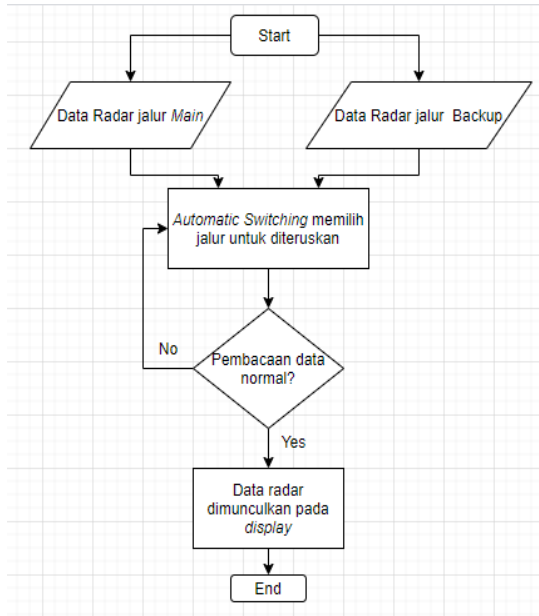 Start
Data Radar jalur Main
Data Radar jalur Backup
Automatic Switching memilih
jalur untuk diteruskan
No
Pembacaan data
normal?
Yes
Data radar
dimunculkan pada
display
End